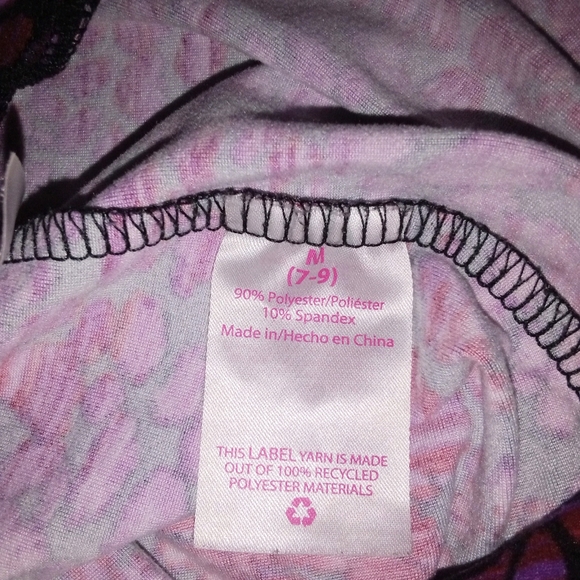 M
(7-9)
90% Polyester/Poliéster
10% Spandex
Made in/Hecho en China
THIS LABEL YARN IS MADE
OUT OF 100% RECYCLED
POLYESTER MATERIALS